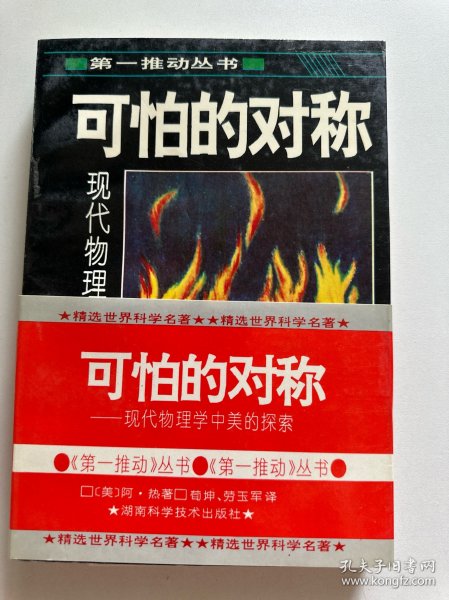 第一推动丛书
可怕的对称
现代物理
★精选世界科学名著★★精选世界科学名著★
可怕的对称
——现代物理学中美的探索
●《第一推动》丛书●《第一推动》丛书●
□〔美〕阿·热著□荀坤、劳玉军译
★湖南科学技术出版社★
★精选世界科学名著★★精选世界科学名著★
孔夫子旧书网
www.kongfz.com